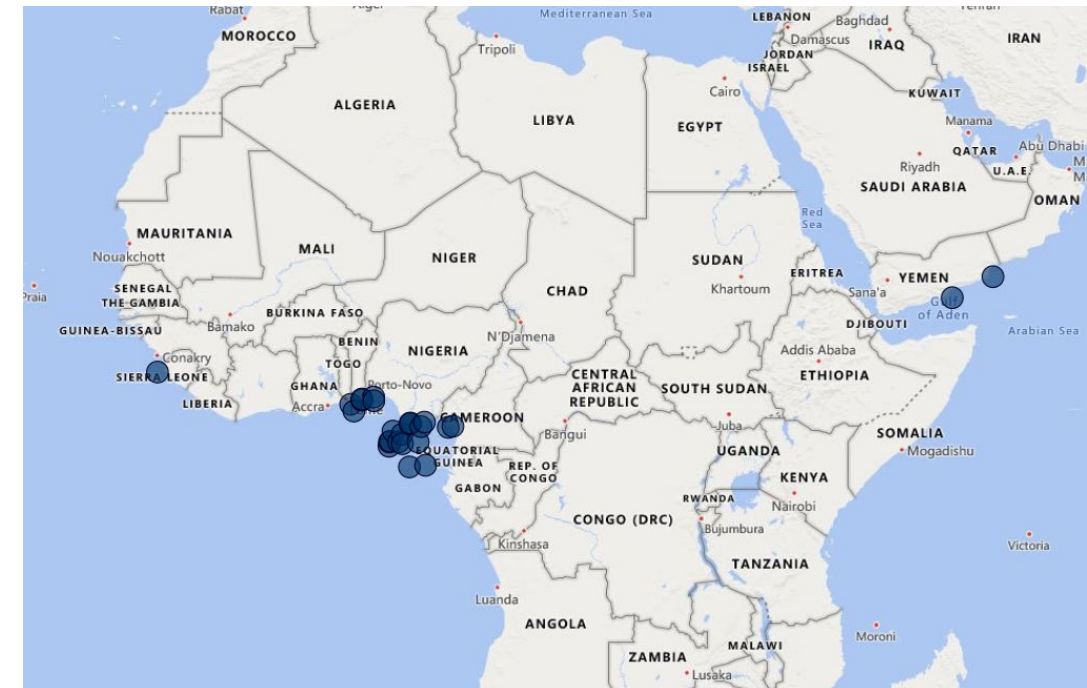 Rabat
MOROCCO
Mediterranean Sea
Tripoli
LEBANON
Baghdad
Damascus
IRAQ
IRAN
JORDAN
ISRAEL
Cairo
KUWAIT
ALGERIA
LIBYA
EGYPT
Manama
QATAR
Abu Dhabi
Riyadh
U.A.E.
SAUDI ARABIA
OMAN
Red
Sea
MAURITANIA
Nouakchott
MALI
NIGER
SUDAN
ERITREA
YEMEN
Khartoum
Sana'a
Gulf
of Aden
SENEGAL
THE GAMBIA
CHAD
BURKINA FASO
GUINEA-BISSAU
Bamako
N'Djamena
DJIBOUTI
Arabian Sea
BENIN
NIGERIA
Conakry
TOGO
Addis Ababa
ETHIOPIA
SIERRA LEONE
GHANA
Porto-Novo
CENTRAL
AFRICAN
REPUBLIC
SOUTH SUDAN
LIBERIA
Accra
CAMEROON
Bangui
Juba
SOMALIA
EQUATORIAL
GUINEA
UGANDA
Mogadishu
REP. OF
CONGO
KENYA
GABON
RWANDA
Nairobi
CONGO (DRC)
Bujumbura
Kinshasa
Victoria
TANZANIA
Luanda
ANGOLA
Moroni
MALAWI
ZAMBIA
Lusaka